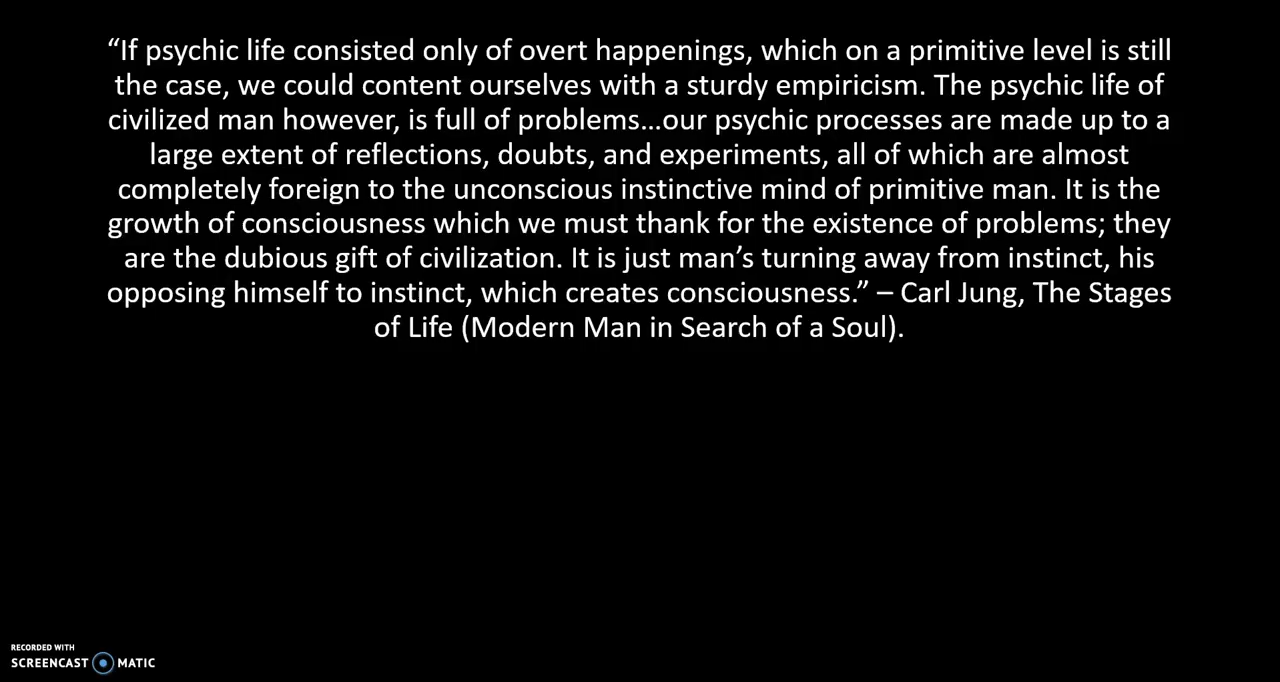 “If psychic life consisted only of overt happenings, which on a primitive level is still
the case, we could content ourselves with a sturdy empiricism. The psychic life of
civilized man however, is full of problems…our psychic processes are made up to a
large extent of reflections, doubts, and experiments, all of which are almost
completely foreign to the unconscious instinctive mind of primitive man. It is the
growth of consciousness which we must thank for the existence of problems; they
are the dubious gift of civilization. It is just man’s turning away from instinct, his
opposing himself to instinct, which creates consciousness.” – Carl Jung, The Stages
of Life (Modern Man in Search of a Soul).
RECORDED WITH
SCREENCAST MATIC